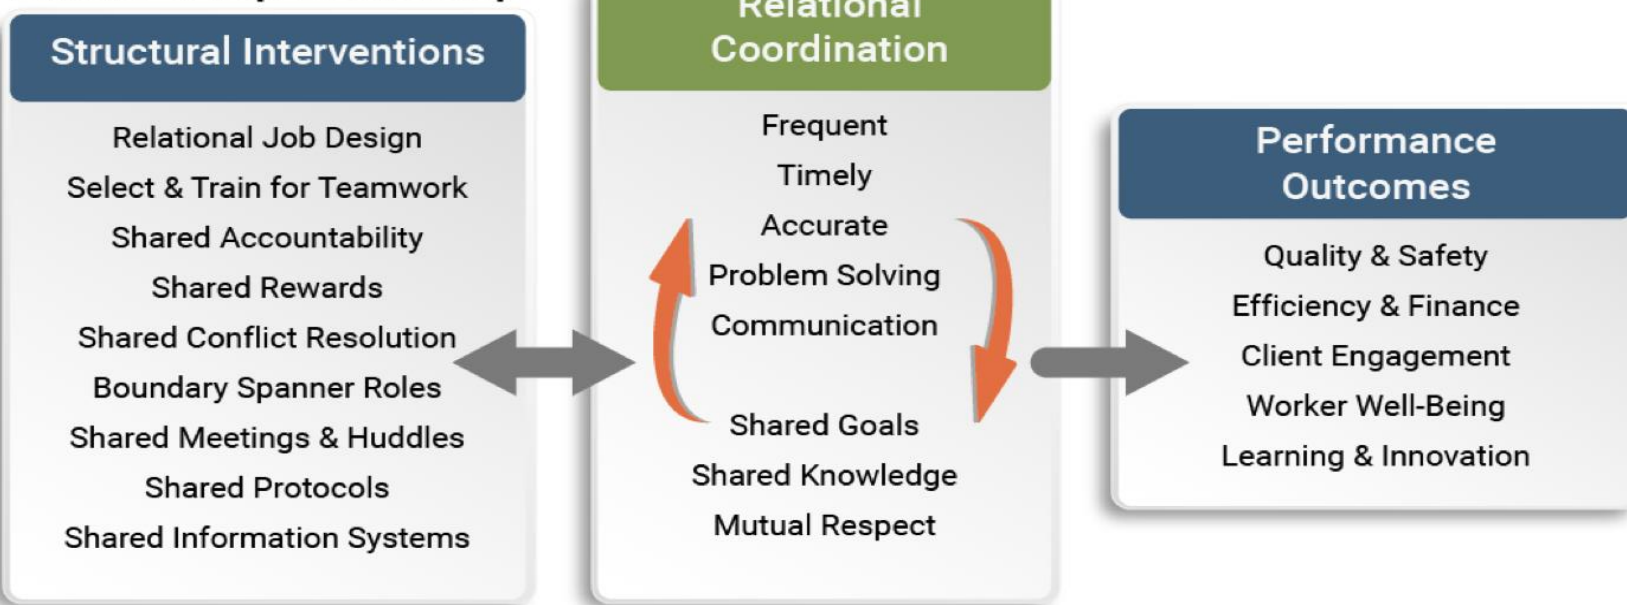 Structural Interventions
Relational Job Design
Select & Train for Teamwork
Shared Accountability
Shared Rewards
Shared Conflict Resolution
Boundary Spanner Roles
Shared Meetings & Huddles
Shared Protocols
Shared Information Systems
Relational
Coordination
Frequent
Timely
Accurate
Problem Solving
Communication
Shared Goals
Shared Knowledge
Mutual Respect
Performance
Outcomes
Quality & Safety
Efficiency & Finance
Client Engagement
Worker Well-Being
Learning & Innovation